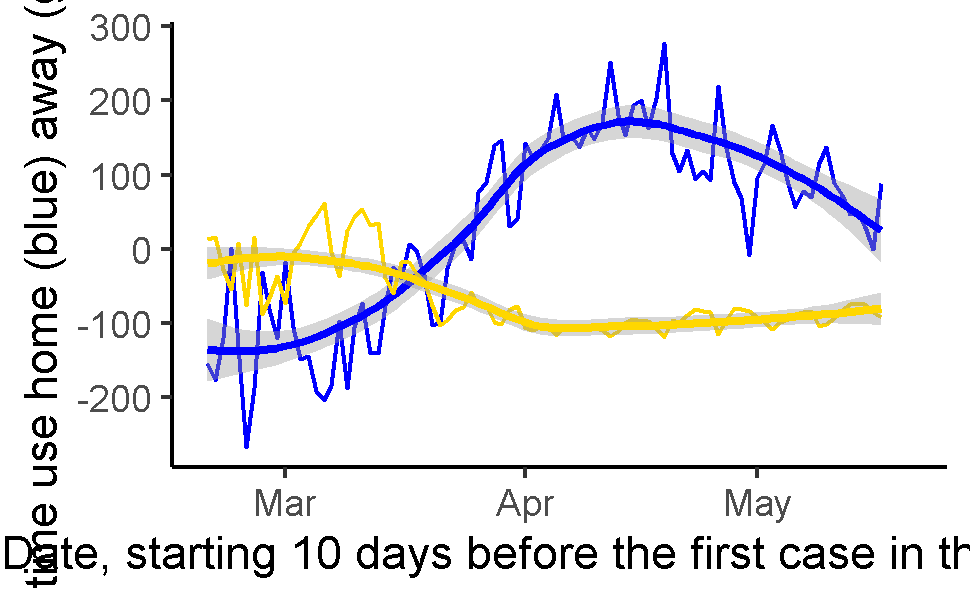 time use home (blue) away (
300
200
100
0
-100
-200
Mar Apr May
Date, starting 10 days before the first case in th